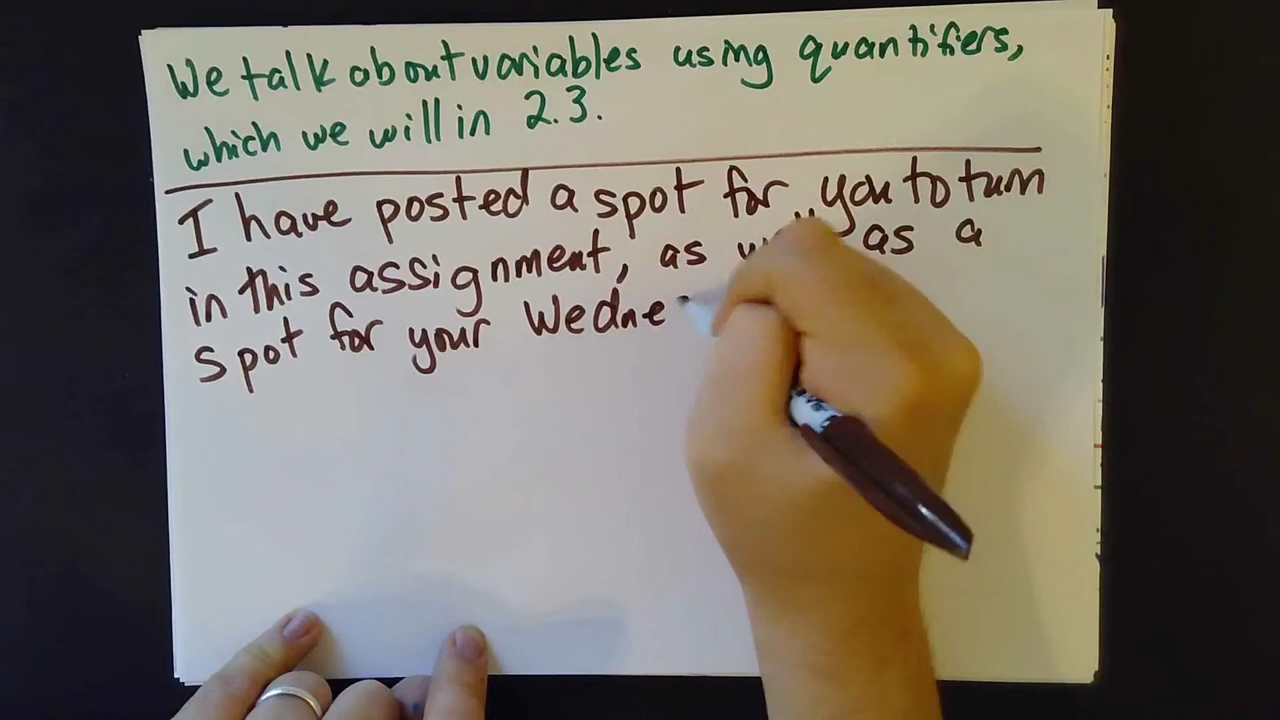 We talk about variables using quantifiers,
which we will in 2.3.
I have posted a spot for you to turn
in this assignment, as as a
spot for your Wedne